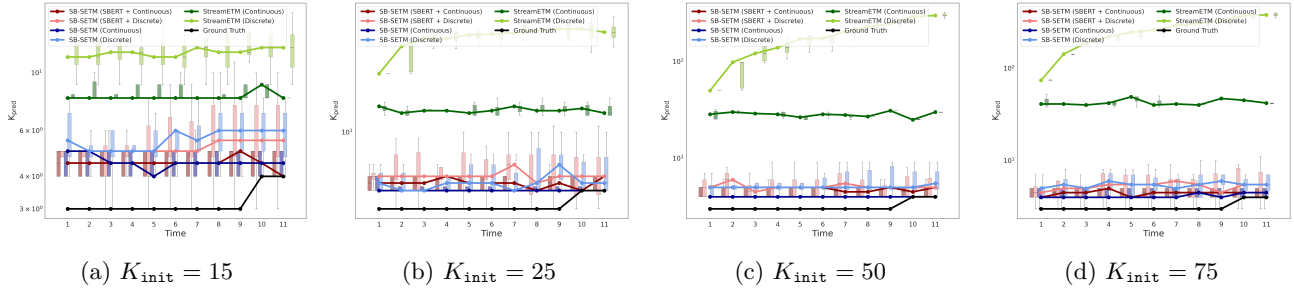 SB-SETM (SBERT + Continuous)
SB-SETM (SBERT + Discrete)
SB-SETM (Continuous)
SB-SETM (Discrete)
StreamETM (Continuous)
StreamETM (Discrete)
Ground Truth
K_pred
10¹
6 × 10⁰
4 × 10⁰
3 × 10⁰
1 2 3 4 5 6 7 8 9 10 11
Time
(a) K_init = 15
SB-SETM (SBERT + Continuous)
SB-SETM (SBERT + Discrete)
SB-SETM (Continuous)
SB-SETM (Discrete)
StreamETM (Continuous)
StreamETM (Discrete)
Ground Truth
K_pred
10¹
1 2 3 4 5 6 7 8 9 10 11
Time
(b) K_init = 25
SB-SETM (SBERT + Continuous)
SB-SETM (SBERT + Discrete)
SB-SETM (Continuous)
SB-SETM (Discrete)
StreamETM (Continuous)
StreamETM (Discrete)
Ground Truth
K_pred
10²
10¹
1 2 3 4 5 6 7 8 9 10 11
Time
(c) K_init = 50
SB-SETM (SBERT + Continuous)
SB-SETM (SBERT + Discrete)
SB-SETM (Continuous)
SB-SETM (Discrete)
StreamETM (Continuous)
StreamETM (Discrete)
Ground Truth
K_pred
10²
10¹
1 2 3 4 5 6 7 8 9 10 11
Time
(d) K_init = 75